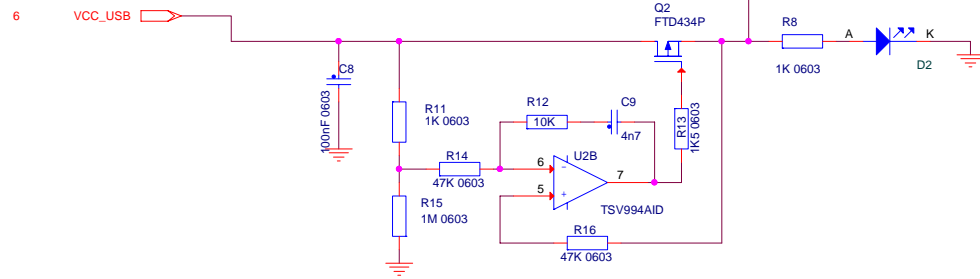 6 VCC_USB
Q2
FTD434P
R8
A K
1K 0603
D2
C8
100nF 0603
R11
1K 0603
R12
10K
C9
4n7
R13
1K5 0603
R14
47K 0603
6
U2B
7
5
TSV994AID
R15
1M 0603
R16
47K 0603